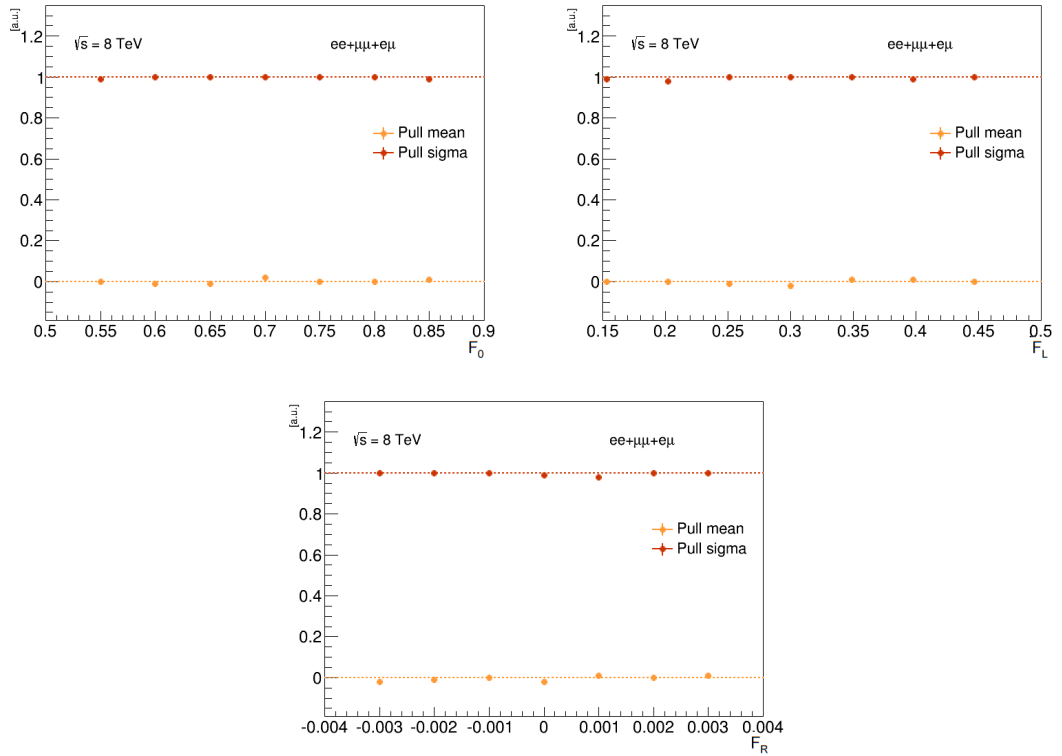 [a.u.]
√s = 8 TeV
ee+μμ+eμ
1.2
1
0.8
0.6
0.4
0.2
0
Pull mean
Pull sigma
0.5 0.55 0.6 0.65 0.7 0.75 0.8 0.85 0.9
F₀
[a.u.]
√s = 8 TeV
ee+μμ+eμ
1.2
1
0.8
0.6
0.4
0.2
0
Pull mean
Pull sigma
0.15 0.2 0.25 0.3 0.35 0.4 0.45 0.5
F_L
[a.u.]
√s = 8 TeV
ee+μμ+eμ
1.2
1
0.8
0.6
0.4
0.2
0
Pull mean
Pull sigma
-0.004 -0.003 -0.002 -0.001 0 0.001 0.002 0.003 0.004
F_R